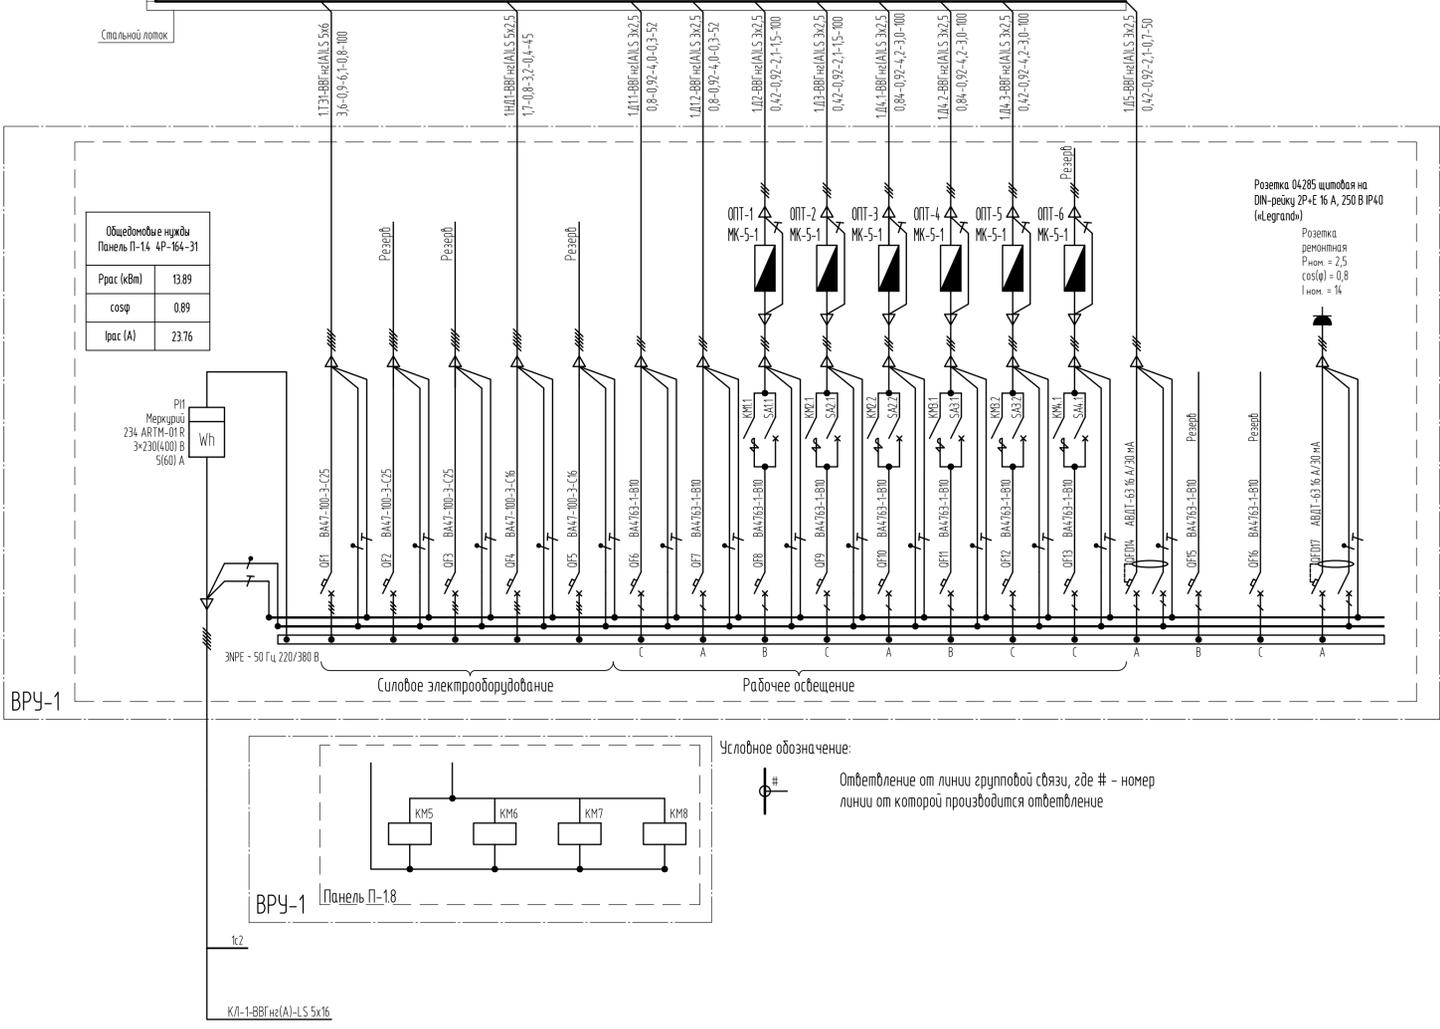 Стальной лоток
1.ТЭ1-ВВГнг(А)LS 5х6
3,6-0,9-6,1-0,8-100
1.НД1-ВВГнг(А)LS 5х2,5
1,7-0,8-3,2-0,4-45
1.Д1.1-ВВГнг(А)LS 3х2,5
0,8-0,92-4,0-0,3-52
1.Д1.2-ВВГнг(А)LS 3х2,5
0,8-0,92-4,0-0,3-52
1.Д2-ВВГнг(А)LS 3х2,5
0,42-0,92-2,1-1,5-100
1.Д3-ВВГнг(А)LS 3х2,5
0,42-0,92-2,1-1,5-100
1.Д4.1-ВВГнг(А)LS 3х2,5
0,84-0,92-4,2-3,0-100
1.Д4.2-ВВГнг(А)LS 3х2,5
0,84-0,92-4,2-3,0-100
1.Д4.3-ВВГнг(А)LS 3х2,5
0,42-0,92-4,2-3,0-100
1.Д5-ВВГнг(А)LS 3х2,5
0,42-0,92-2,1-0,7-50
Общедомовые нужды
Панель П-1.4 4Р-164-31
Ррас (кВт) 13.89
cosφ 0.89
Iрас (А) 23.76
Резерв
Резерв
Резерв
Резерв
ОПТ-1
МК-5-1
ОПТ-2
МК-5-1
ОПТ-3
МК-5-1
ОПТ-4
МК-5-1
ОПТ-5
МК-5-1
ОПТ-6
МК-5-1
Розетка 04285 щитовая на
DIN-рейку 2Р+Е 16 А, 250 В IP40
(«Legrand»)
Розетка
ремонтная
Рном. = 2,5
cos(φ) = 0,8
Iном. = 14
PI1
Меркурий
234 ARTM-01 R
3×230(400) В
5(60) А
Wh
KM1.1
SA1.1
KM2.1
SA2.1
KM2.2
SA2.2
KM3.1
SA3.1
KM3.2
SA3.2
KM4.1
SA4.1
Резерв
Резерв
QF1 ВА47-100-3-С25
QF2 ВА47-100-3-С25
QF3 ВА47-100-3-С25
QF4 ВА47-100-3-С16
QF5 ВА47-100-3-С16
QF6 ВА4763-1-В10
QF7 ВА4763-1-В10
QF8 ВА4763-1-В10
QF9 ВА4763-1-В10
QF10 ВА4763-1-В10
QF11 ВА4763-1-В10
QF12 ВА4763-1-В10
QF13 ВА4763-1-В10
QFD14 АВДТ-63 16 А/30 мА
QF15 ВА4763-1-В10
QF16 ВА4763-1-В10
QFD17 АВДТ-63 16 А/30 мА
3NPE ~ 50 Гц 220/380 В
C A B C A B C C A B C A
Силовое электрооборудование
Рабочее освещение
ВРУ-1
Условное обозначение:
#
Ответвление от линии групповой связи, где # - номер
линии от которой производится ответвление
KM5 KM6 KM7 KM8
Панель П-1.8
ВРУ-1
1с2
КЛ-1-ВВГнг(А)-LS 5х16